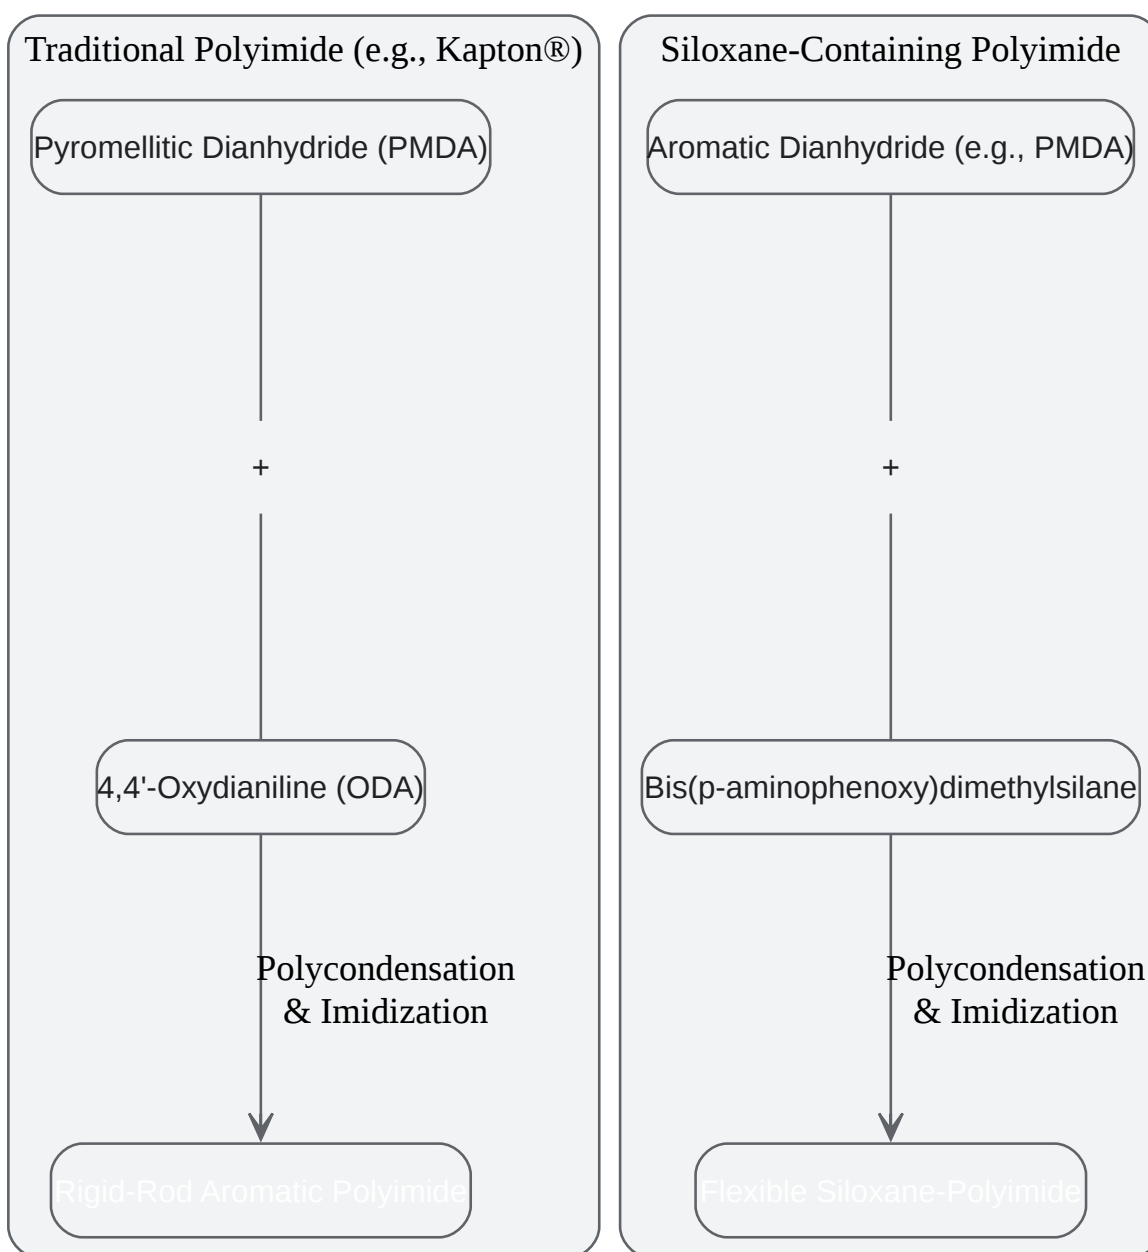 Traditional Polyimide (e.g., Kapton®)
Pyromellitic Dianhydride (PMDA)
+
4,4'-Oxydianiline (ODA)
Polycondensation
& Imidization
Rigid-Rod Aromatic Polyimide
Siloxane-Containing Polyimide
Aromatic Dianhydride (e.g., PMDA)
+
Bis(p-aminophenoxy)dimethylsilane
Polycondensation
& Imidization
Flexible Siloxane-Polyimide